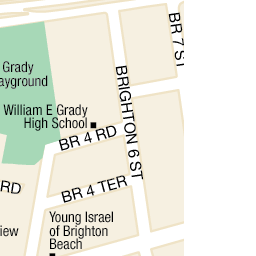 Grady
ayground
BR 7 ST
BRIGHTON 6 ST
William E Grady
High School
BR 4 RD
BR 4 TER
RD
Young Israel
of Brighton
Beach
iew